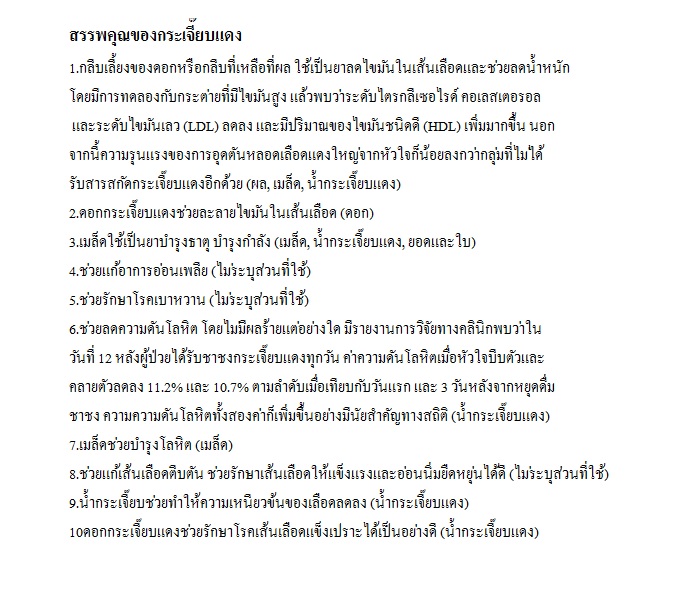 สรรพคุณของกระเจี๊ยบแดง
1.กลีบเลี้ยงของดอกหรือกลีบที่เหลือที่ผล ใช้เป็นยาลดไขมันในเส้นเลือดและช่วยลดน้ำหนัก
โดยมีการทดลองกับกระต่ายที่มีไขมันสูง แล้วพบว่าระดับไตรกลีเซอไรด์ คอเลสเตอรอล
และระดับไขมันเลว (LDL) ลดลง และมีปริมาณของไขมันชนิดดี (HDL) เพิ่มมากขึ้น นอก
จากนี้ความรุนแรงของการอุดตันหลอดเลือดแดงใหญ่จากหัวใจก็น้อยลงกว่ากลุ่มที่ไม่ได้
รับสารสกัดกระเจี๊ยบแดงอีกด้วย (ผล, เมล็ด, น้ำกระเจี๊ยบแดง)
2.ดอกกระเจี๊ยบแดงช่วยละลายไขมันในเส้นเลือด (ดอก)
3.เมล็ดใช้เป็นยาบำรุงธาตุ บำรุงกำลัง (เมล็ด, น้ำกระเจี๊ยบแดง, ยอดและใบ)
4.ช่วยแก้อาการอ่อนเพลีย (ไม่ระบุส่วนที่ใช้)
5.ช่วยรักษาโรคเบาหวาน (ไม่ระบุส่วนที่ใช้)
6.ช่วยลดความดันโลหิต โดยไม่มีผลร้ายแต่อย่างใด มีรายงานการวิจัยทางคลินิกพบว่าใน
วันที่ 12 หลังผู้ป่วยได้รับชาชงกระเจี๊ยบแดงทุกวัน ค่าความดันโลหิตเมื่อหัวใจบีบตัวและ
คลายตัวลดลง 11.2% และ 10.7% ตามลำดับเมื่อเทียบกับวันแรก และ 3 วันหลังจากหยุดดื่ม
ชาชง ความความดันโลหิตทั้งสองค่าก็เพิ่มขึ้นอย่างมีนัยสำคัญทางสถิติ (น้ำกระเจี๊ยบแดง)
7.เมล็ดช่วยบำรุงโลหิต (เมล็ด)
8.ช่วยแก้เส้นเลือดตีบตัน ช่วยรักษาเส้นเลือดให้แข็งแรงและอ่อนนิ่มยืดหยุ่นได้ดี (ไม่ระบุส่วนที่ใช้)
9.น้ำกระเจี๊ยบช่วยทำให้ความเหนียวข้นของเลือดลดลง (น้ำกระเจี๊ยบแดง)
10ดอกกระเจี๊ยบแดงช่วยรักษาโรคเส้นเลือดแข็งเปราะได้เป็นอย่างดี (น้ำกระเจี๊ยบแดง)